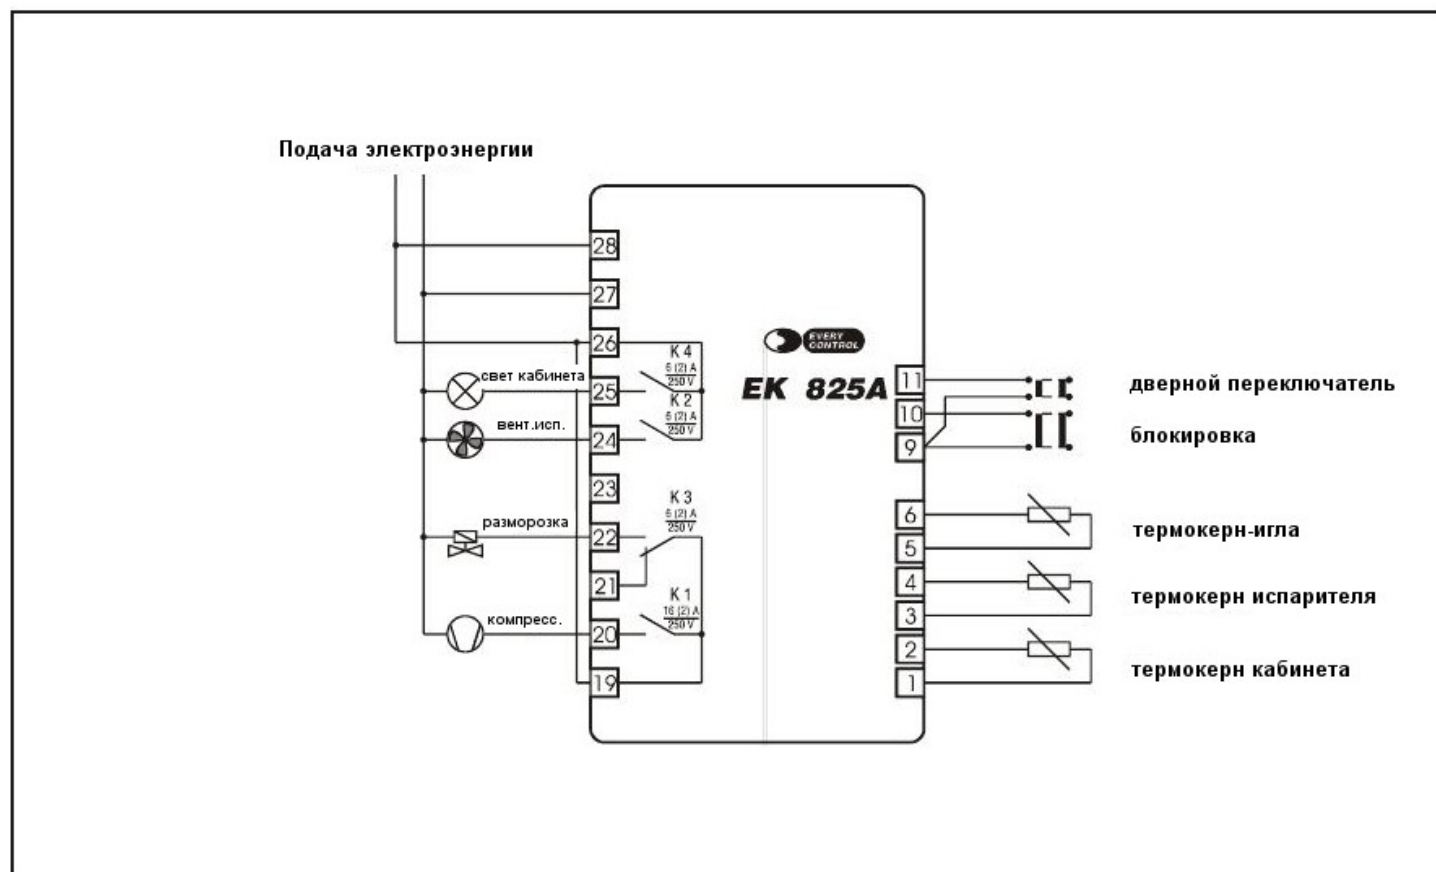 Подача электроэнергии
28
27
26
K 4
6 (2) A
250 V
свет кабинета
25
K 2
6 (2) A
250 V
вент.исп.
24
23
K 3
6 (2) A
250 V
разморозка
22
21
K 1
16 (2) A
250 V
компресс.
20
19
EVERY
CONTROL
EK 825A
11
дверной переключатель
10
блокировка
9
6
термокерн-игла
5
4
термокерн испарителя
3
2
термокерн кабинета
1